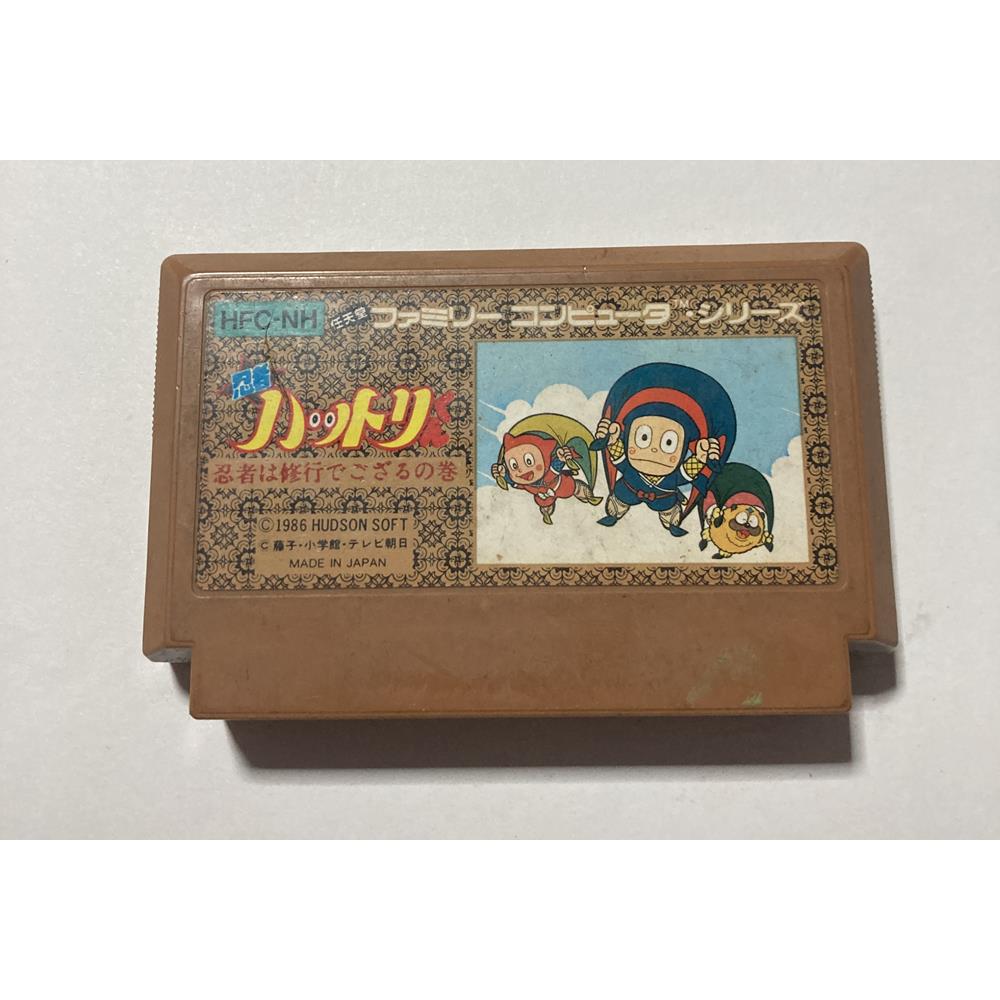 HFC-NH
任天堂 ファミリーコンピュータ™・シリーズ
忍者
ハットリくん
忍者は修行でござるの巻
©1986 HUDSON SOFT
© 藤子・小学館・テレビ朝日
MADE IN JAPAN